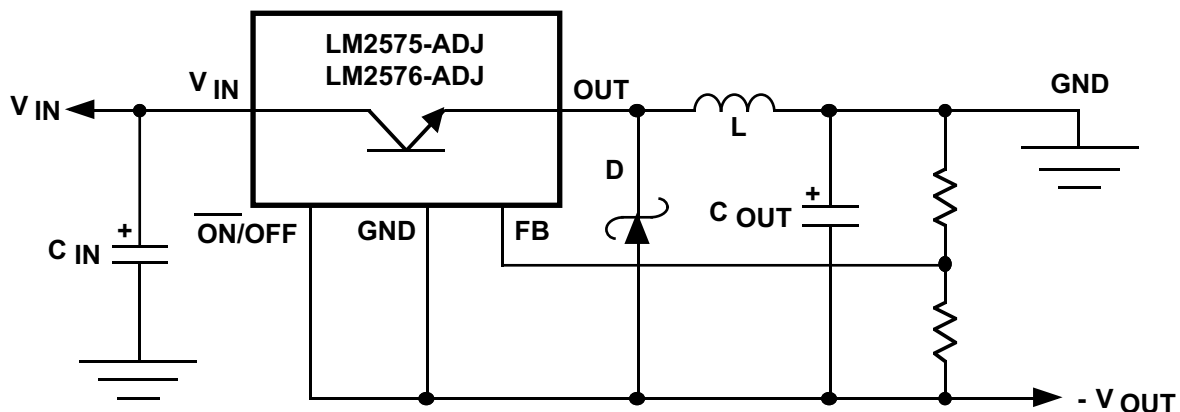 LM2575-ADJ
LM2576-ADJ
V IN
V IN
OUT
GND
L
D
+
C IN
ON/OFF
GND
FB
+
C OUT
- V OUT